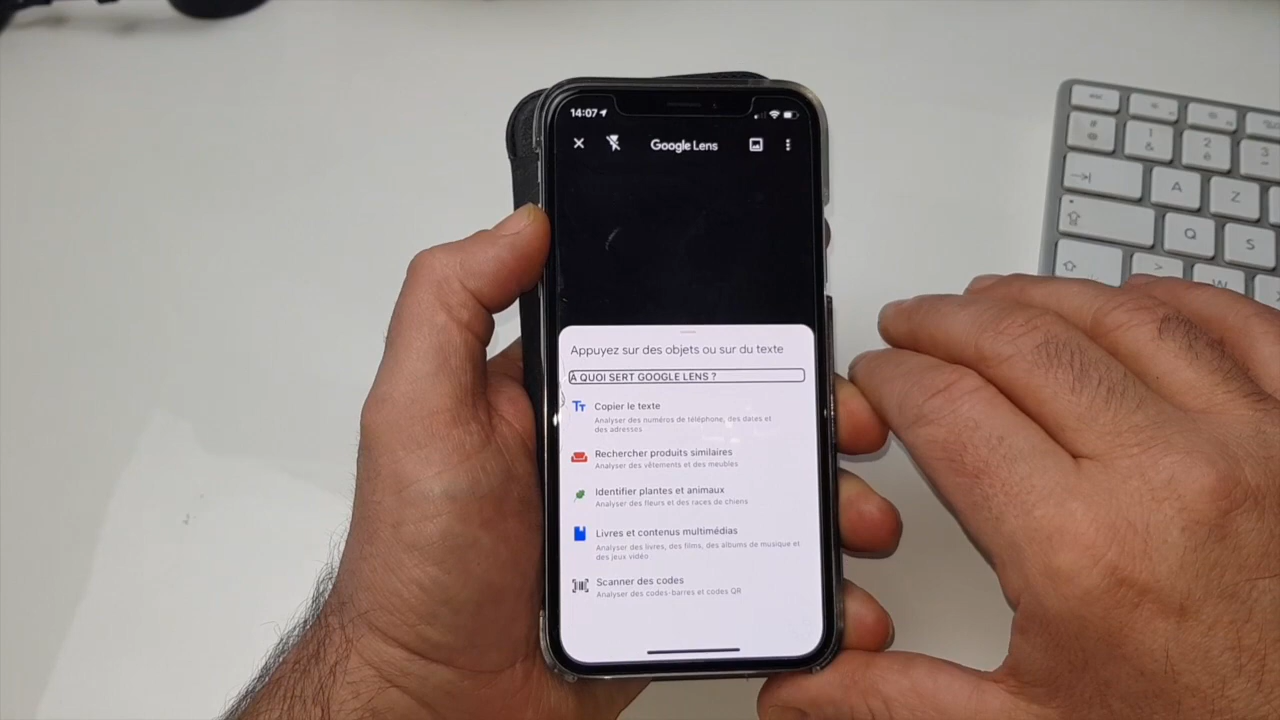 14:07
Google Lens
Appuyez sur des objets ou sur du texte
À QUOI SERT GOOGLE LENS ?
Copier le texte
Analyser des numéros de téléphone, des dates et
des adresses
Rechercher produits similaires
Analyser des vêtements et des meubles
Identifier plantes et animaux
Analyser des fleurs et des races de chiens
Livres et contenus multimédias
Analyser des livres, des films, des albums de musique et
des jeux vidéo
Scanner des codes
Analyser des codes-barres et codes QR
esc
# 1 2 3
@ & é "
A Z
Q S
> W